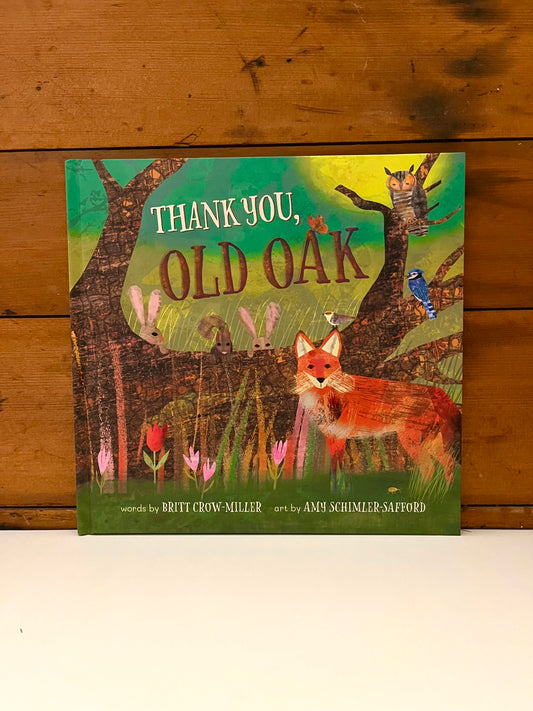 THANK YOU,
OLD OAK
words by BRITT CROW-MILLER art by AMY SCHIMLER-SAFFORD